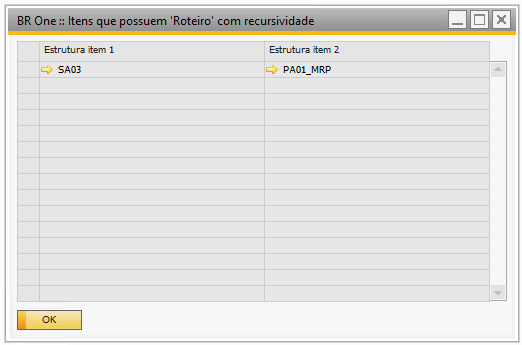 BR One :: Itens que possuem 'Roteiro' com recursividade
Estrutura item 1 Estrutura item 2
SA03 PA01_MRP
OK